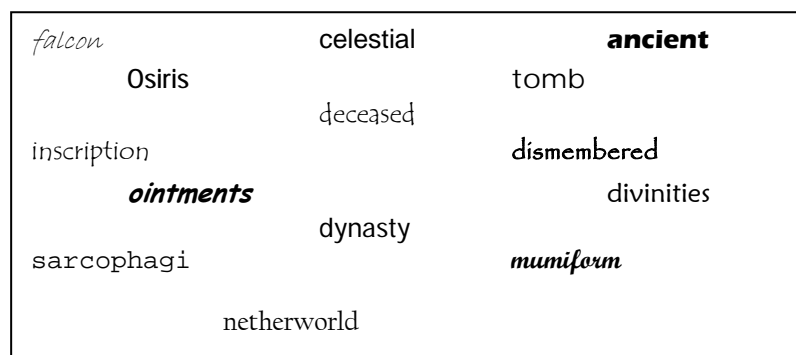 falcon celestial ancient
Osiris tomb
deceased
inscription dismembered
ointments divinities
dynasty
sarcophagi mumiform
netherworld